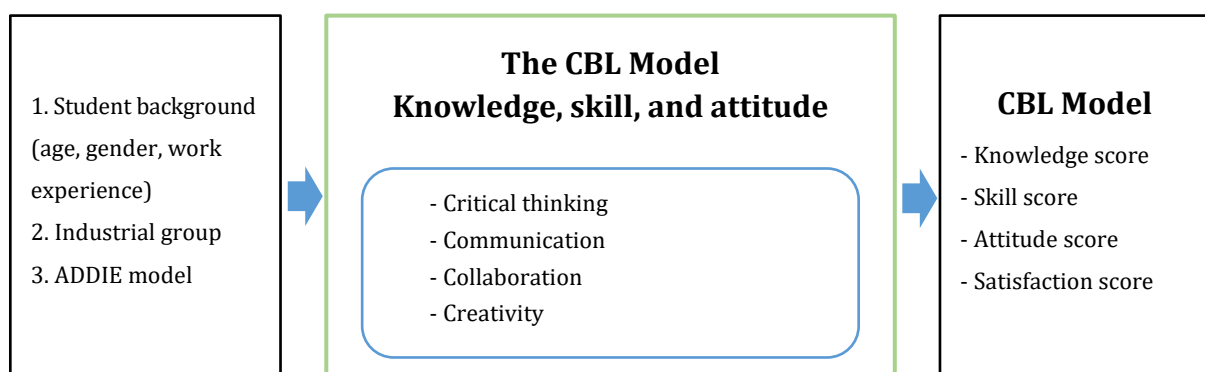 1. Student background
(age, gender, work
experience)
2. Industrial group
3. ADDIE model
The CBL Model
Knowledge, skill, and attitude
- Critical thinking
- Communication
- Collaboration
- Creativity
CBL Model
- Knowledge score
- Skill score
- Attitude score
- Satisfaction score